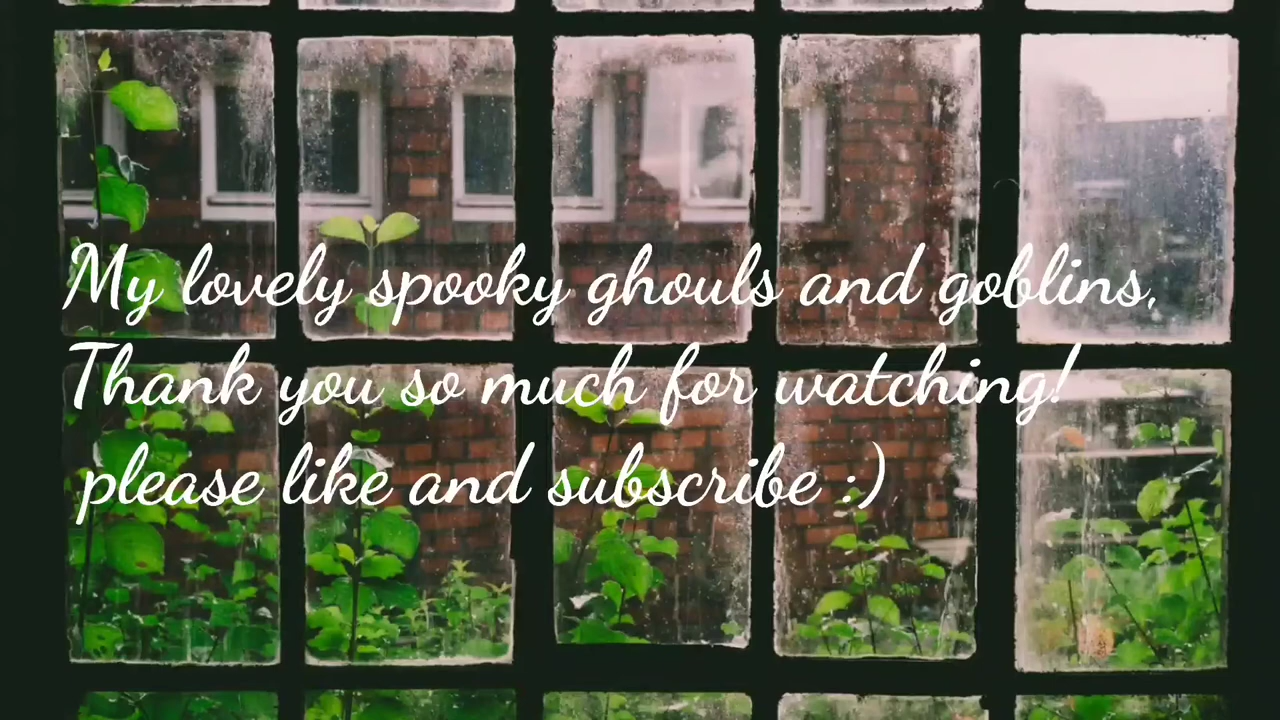 My lovely spooky ghouls and goblins,
Thank you so much for watching!
please like and subscribe :)